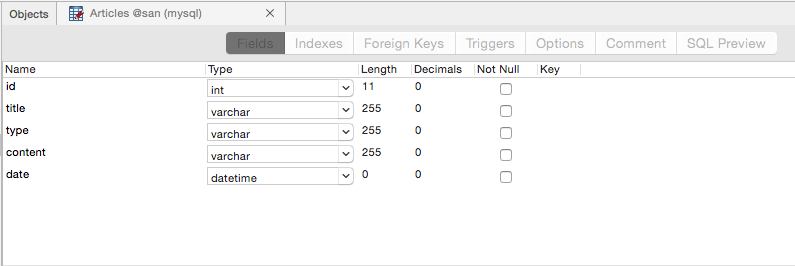 Objects Articles @san (mysql)
Fields Indexes Foreign Keys Triggers Options Comment SQL Preview
Name Type Length Decimals Not Null Key
id int 11 0
title varchar 255 0
type varchar 255 0
content varchar 255 0
date datetime 0 0